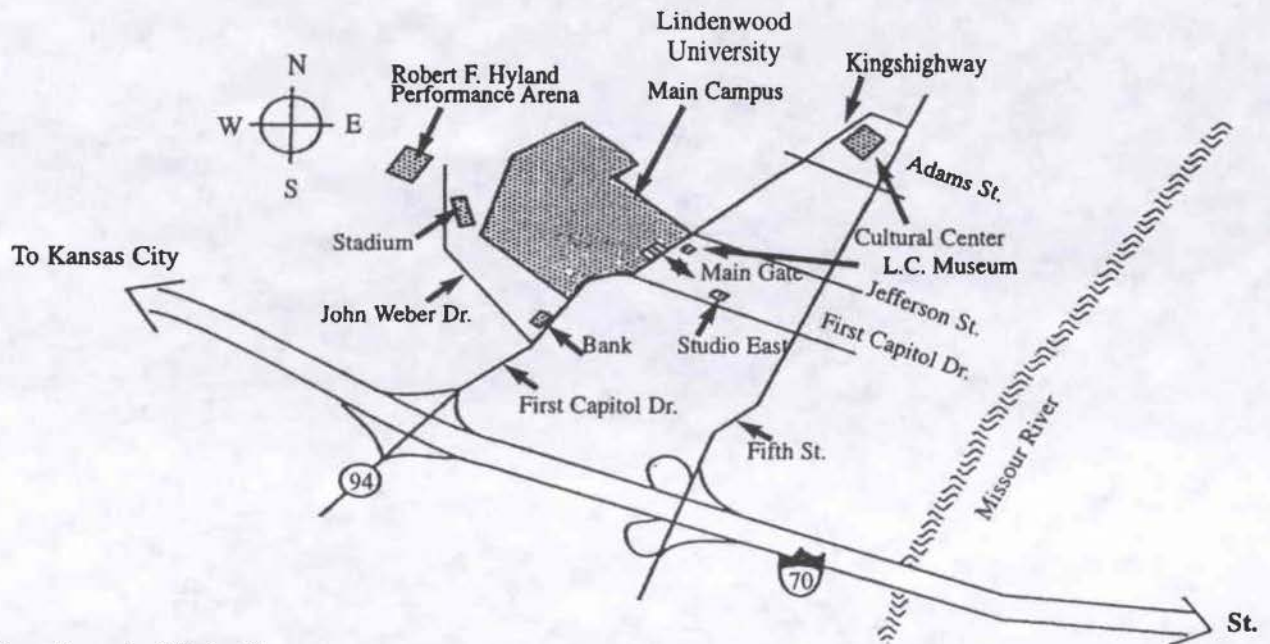 Lindenwood
University
Main Campus
Kingshighway
Robert F. Hyland
Performance Arena
N
W
E
S
Adams St.
Stadium
Cultural Center
L.C. Museum
To Kansas City
Main Gate
Jefferson St.
John Weber Dr.
Bank
Studio East
First Capitol Dr.
First Capitol Dr.
Fifth St.
Missour River
94
70
St.